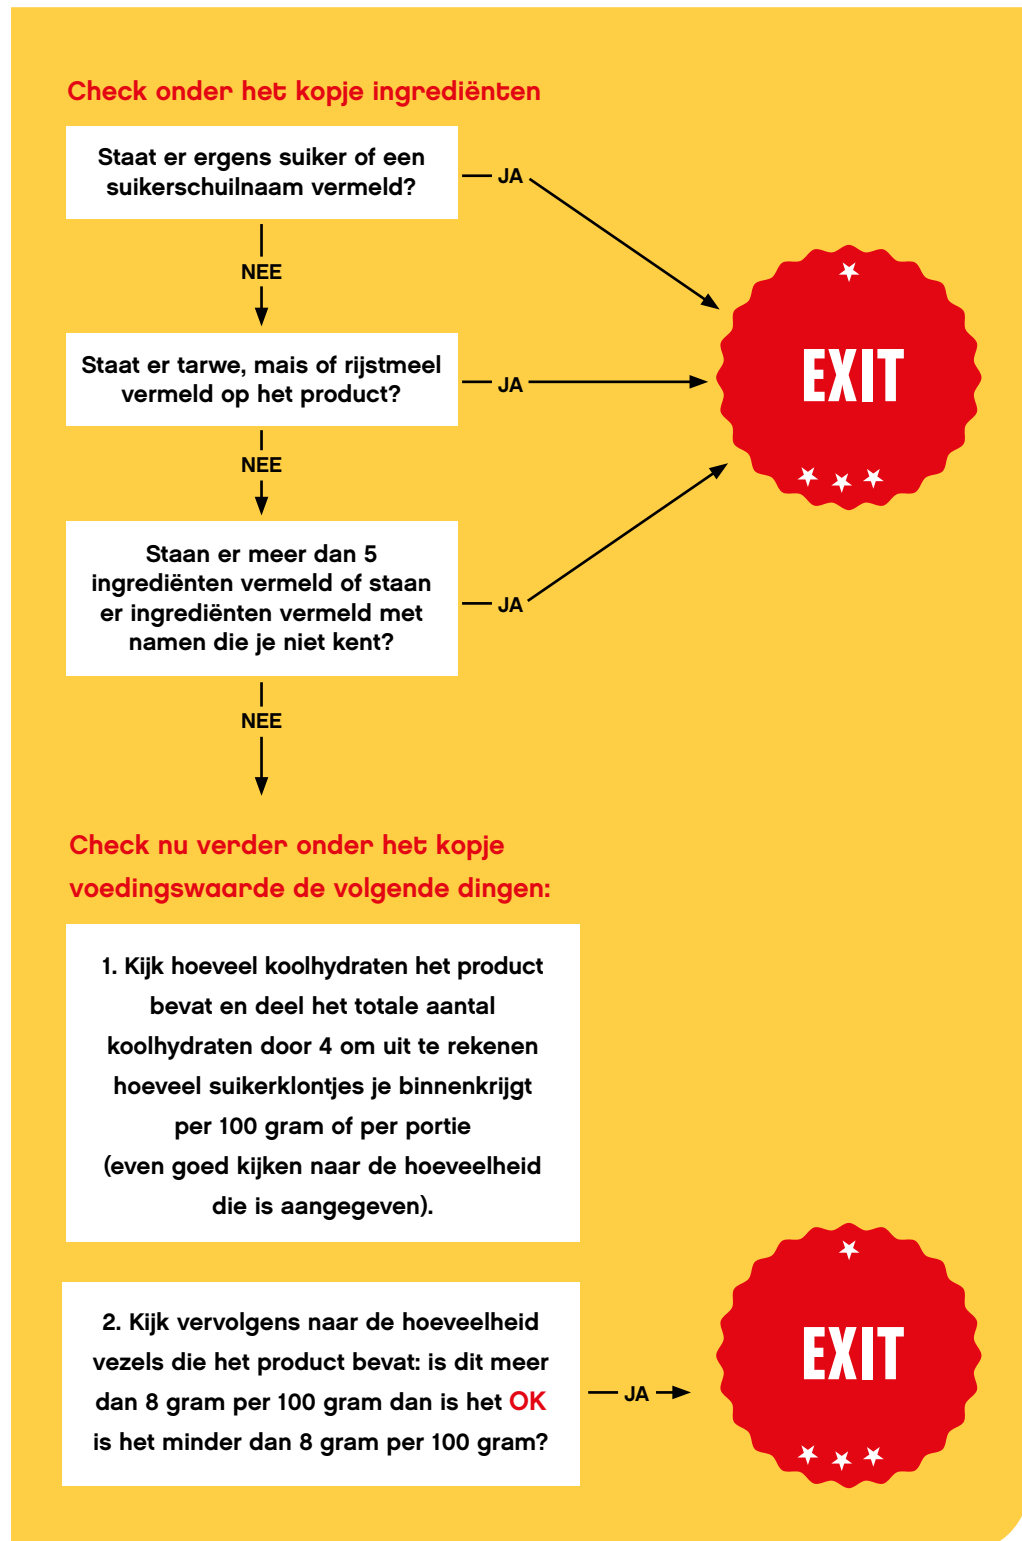 Check onder het kopje ingrediënten
Staat er ergens suiker of een
suikerschuilnaam vermeld?
JA
NEE
EXIT
Staat er tarwe, mais of rijstmeel
vermeld op het product?
JA
NEE
Staan er meer dan 5
ingrediënten vermeld of staan
er ingrediënten vermeld met
namen die je niet kent?
JA
NEE
Check nu verder onder het kopje
voedingswaarde de volgende dingen:
1. Kijk hoeveel koolhydraten het product
bevat en deel het totale aantal
koolhydraten door 4 om uit te rekenen
hoeveel suikerklontjes je binnenkrijgt
per 100 gram of per portie
(even goed kijken naar de hoeveelheid
die is aangegeven).
2. Kijk vervolgens naar de hoeveelheid
vezels die het product bevat: is dit meer
dan 8 gram per 100 gram dan is het OK
is het minder dan 8 gram per 100 gram?
JA
EXIT